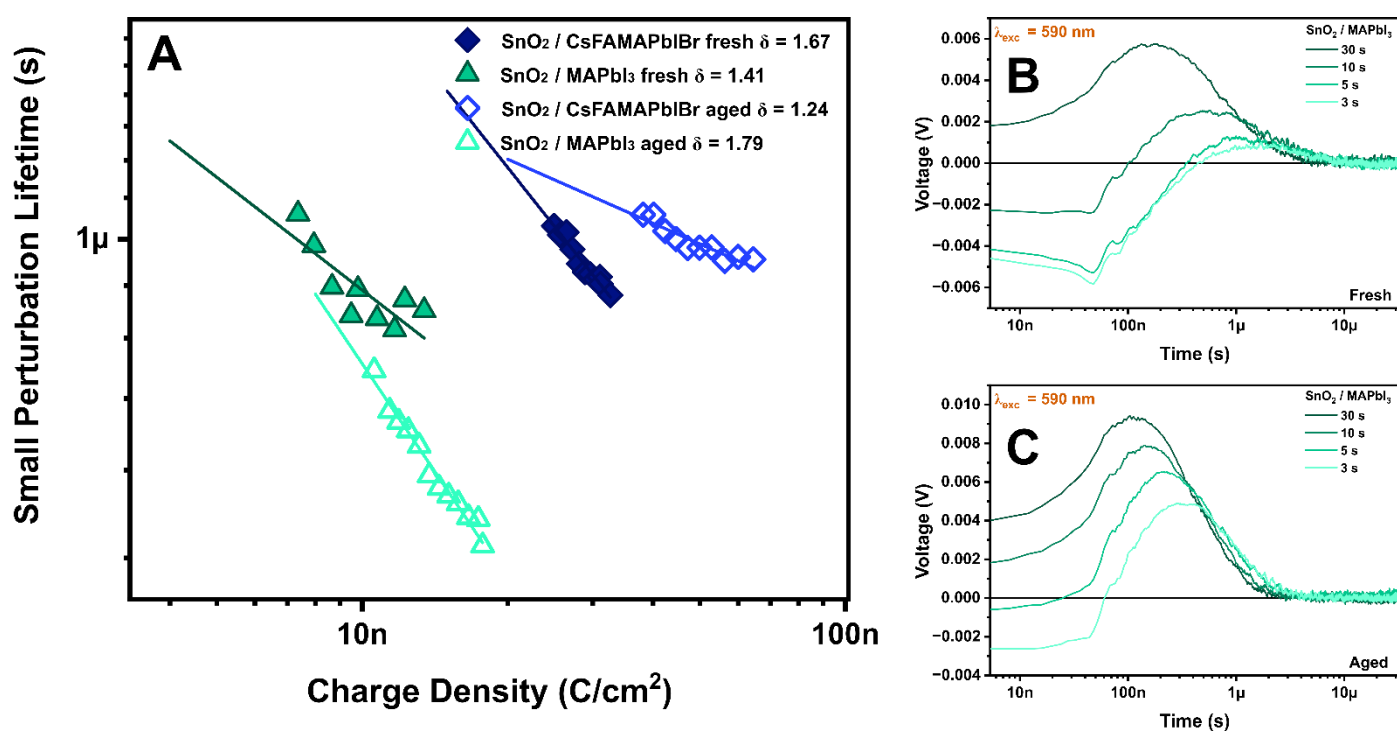 A
SnO₂ / CsFAMAPbIBr fresh δ = 1.67
SnO₂ / MAPbI₃ fresh δ = 1.41
SnO₂ / CsFAMAPbIBr aged δ = 1.24
SnO₂ / MAPbI₃ aged δ = 1.79
Small Perturbation Lifetime (s)
1µ
10n
100n
Charge Density (C/cm²)
B
λexc = 590 nm
SnO₂ / MAPbI₃
30 s
10 s
5 s
3 s
0.006
0.004
0.002
0.000
−0.002
−0.004
−0.006
Voltage (V)
Fresh
10n
100n
1µ
10µ
Time (s)
C
λexc = 590 nm
SnO₂ / MAPbI₃
30 s
10 s
5 s
3 s
0.010
0.008
0.006
0.004
0.002
0.000
−0.002
−0.004
Voltage (V)
Aged
10n
100n
1µ
10µ
Time (s)